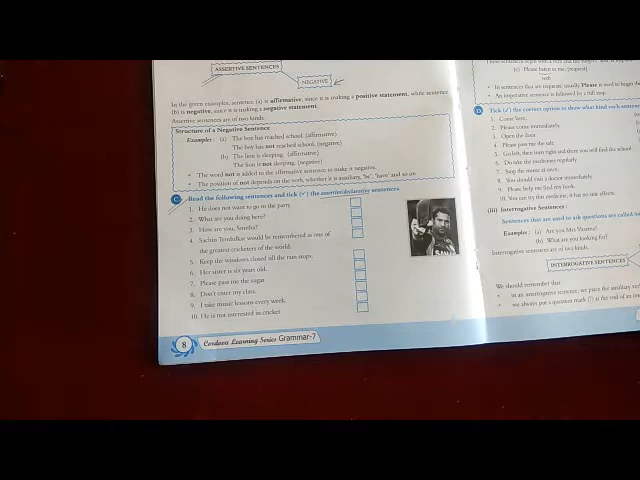 ASSERTIVE SENTENCES
NEGATIVE
In the given examples, sentence (a) is affirmative, since it is making a positive statement, while sentence
(b) is negative, since it is making a negative statement.
Assertive sentences are of two kinds.
Structure of a Negative Sentence
Examples : (a) The boy has reached school. (affirmative)
The boy has not reached school. (negative)
(b) The lion is sleeping. (affirmative)
The lion is not sleeping. (negative)
• The word not is added to the affirmative sentence to make it negative.
• The position of not depends on the verb, whether it is auxiliary, 'be', 'have' and so on
C. Read the following sentences and tick (✓) the assertive/declarative sentences.
1. He does not want to go to the party.
2. What are you doing here?
3. How are you,
4. Sachin Tendulkar would be remembered as one of
the greatest cricketers of the world.
5. Keep the windows closed all the
6. Her sister is six years old.
7. Please pass me the sugar.
8. Don't enter my class.
9. I take music lessons every week.
10. He is not interested in cricket
8 Cordova Learning Series Grammar-7
(c) Please listen to me. (request)
verb
• In sentences that are requests, usually Please is used to begin
• An imperative sentence is followed by a full stop.
D. Tick (✓) the correct option to show what kind each
1. Come here.
2. Please come immediately.
3. Open the door.
4. Please pass me the salt.
5. Go left, then turn right and there you will find the school.
6. Do take the medicines regularly
7. Stop the music at once.
8. You should visit a doctor immediately.
9. Please help me find my book.
10. You can try this medicine; it has no side effects.
(iii) Interrogative Sentences :
Sentences that are used to ask questions are called
Example : (a) Are you Mrs Sharma?
(b) What are you looking for?
Interrogative sentences are of two kinds.
INTERROGATIVE SENTENCES
We should remember that
• in an interrogative sentence, we place the auxiliary
• we always put a question mark (?) at the end of an